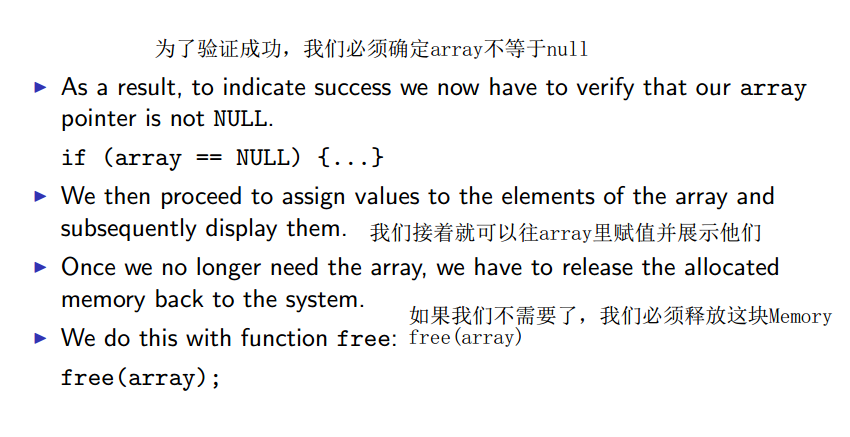 为了验证成功，我们必须确定array不等于null
▶ As a result, to indicate success we now have to verify that our array
pointer is not NULL.
if (array == NULL) {...}
▶ We then proceed to assign values to the elements of the array and
subsequently display them. 我们接着就可以往array里赋值并展示他们
▶ Once we no longer need the array, we have to release the allocated
memory back to the system.
如果我们不需要了，我们必须释放这块Memory
▶ We do this with function free: free(array)
free(array);